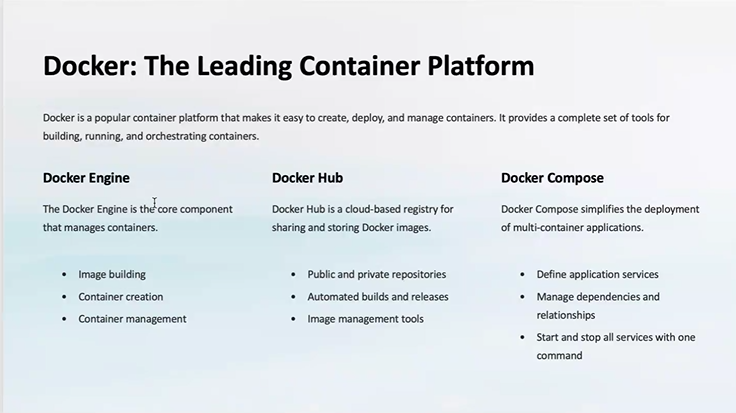 Docker: The Leading Container Platform
Docker is a popular container platform that makes it easy to create, deploy, and manage containers. It provides a complete set of tools for
building, running, and orchestrating containers.
Docker Engine
The Docker Engine is the core component
that manages containers.
• Image building
• Container creation
• Container management
Docker Hub
Docker Hub is a cloud-based registry for
sharing and storing Docker images.
• Public and private repositories
• Automated builds and releases
• Image management tools
Docker Compose
Docker Compose simplifies the deployment
of multi-container applications.
• Define application services
• Manage dependencies and
relationships
• Start and stop all services with one
command